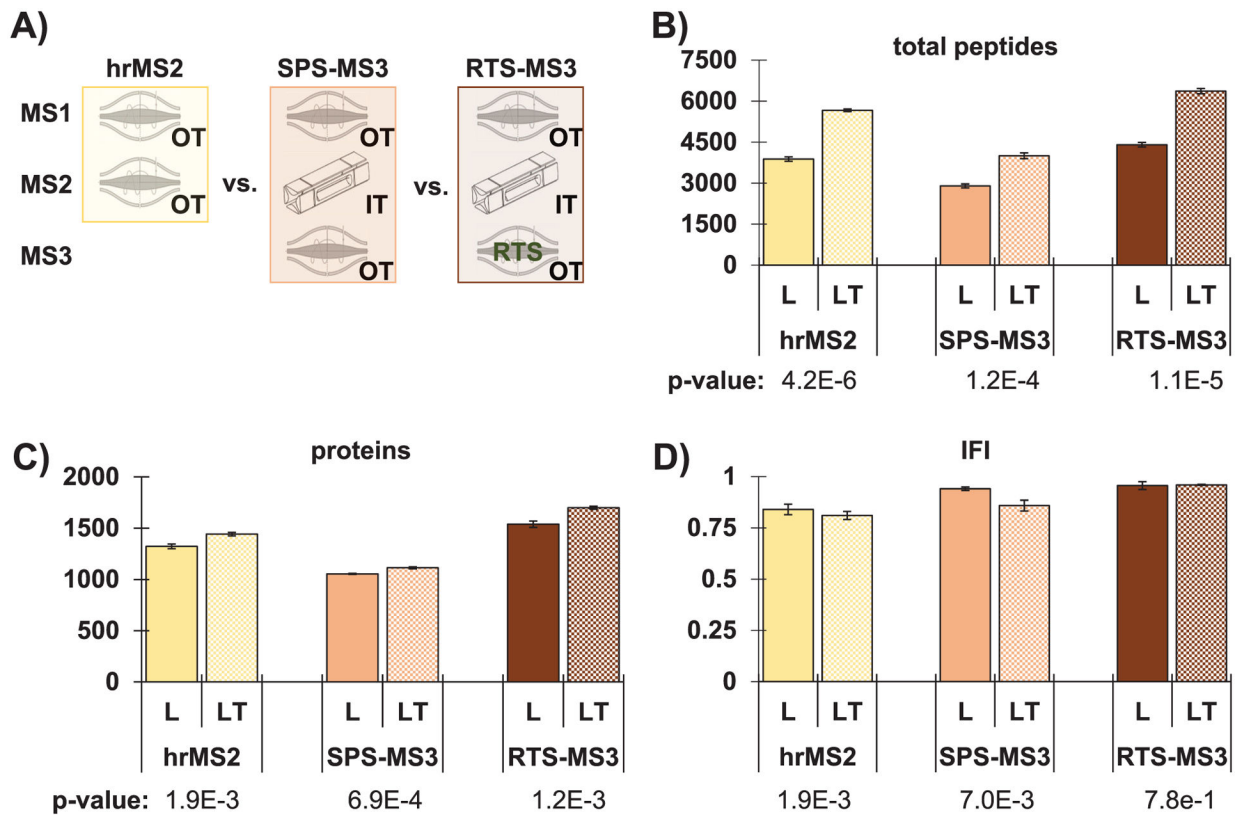 A)
hrMS2 SPS-MS3 RTS-MS3
MS1 OT OT OT
MS2 OT vs. IT vs. IT
MS3 OT RTS OT
B)
total peptides
7500
6000
4500
3000
1500
0
L LT L LT L LT
hrMS2 SPS-MS3 RTS-MS3
p-value: 4.2E-6 1.2E-4 1.1E-5
C)
proteins
2000
1500
1000
500
0
L LT L LT L LT
hrMS2 SPS-MS3 RTS-MS3
p-value: 1.9E-3 6.9E-4 1.2E-3
D)
IFI
1
0.75
0.5
0.25
0
L LT L LT L LT
hrMS2 SPS-MS3 RTS-MS3
1.9E-3 7.0E-3 7.8e-1